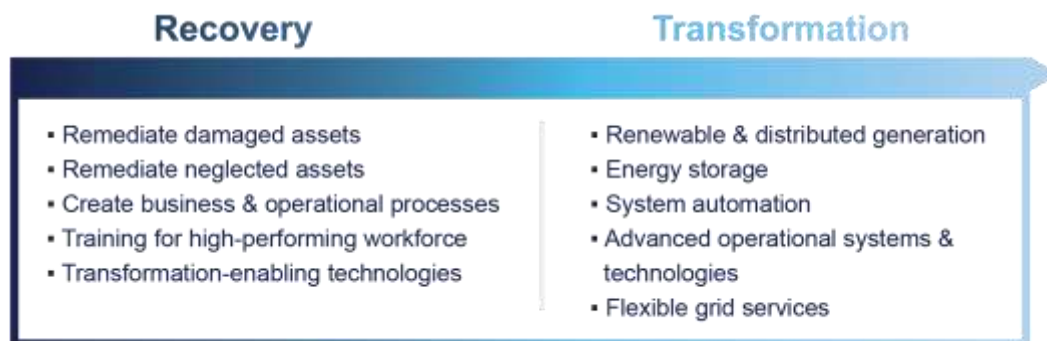 Recovery
Transformation
▪ Remediate damaged assets
▪ Remediate neglected assets
▪ Create business & operational processes
▪ Training for high-performing workforce
▪ Transformation-enabling technologies
▪ Renewable & distributed generation
▪ Energy storage
▪ System automation
▪ Advanced operational systems &
technologies
▪ Flexible grid services